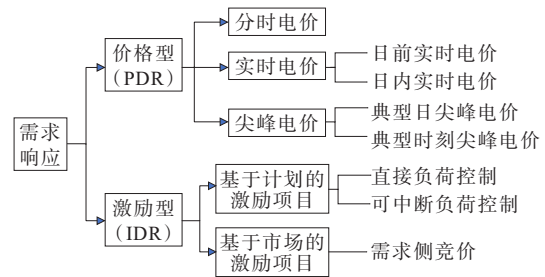 需求
响应
价格型
（PDR）
分时电价
实时电价
日前实时电价
日内实时电价
尖峰电价
典型日尖峰电价
典型时刻尖峰电价
激励型
（IDR）
基于计划的
激励项目
直接负荷控制
可中断负荷控制
基于市场的
激励项目
需求侧竞价